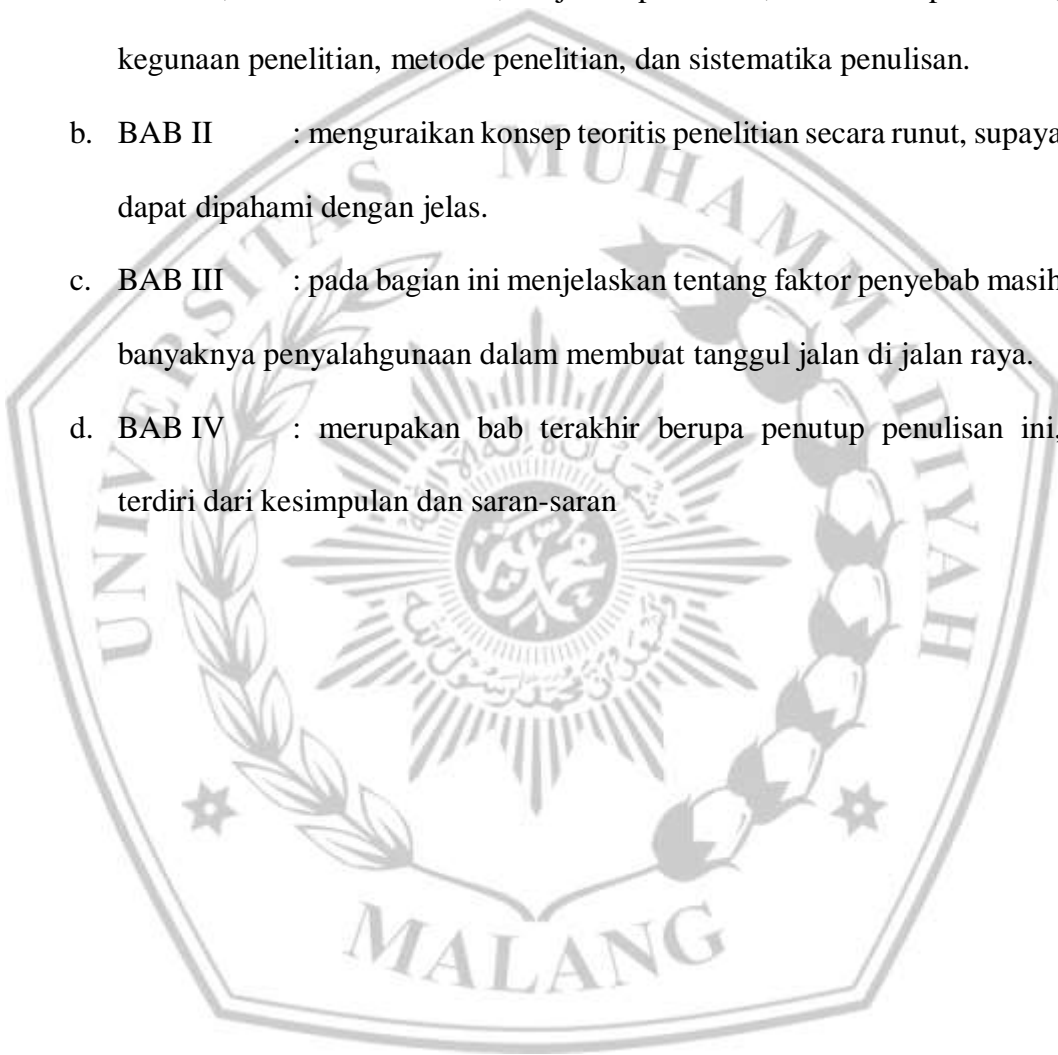 kegunaan penelitian, metode penelitian, dan sistematika penulisan.
b. BAB II : menguraikan konsep teoritis penelitian secara runut, supaya
dapat dipahami dengan jelas.
c. BAB III : pada bagian ini menjelaskan tentang faktor penyebab masih
banyaknya penyalahgunaan dalam membuat tanggul jalan di jalan raya.
d. BAB IV : merupakan bab terakhir berupa penutup penulisan ini,
terdiri dari kesimpulan dan saran-saran
UNIVERSITAS MUHAMMADIYAH
MALANG